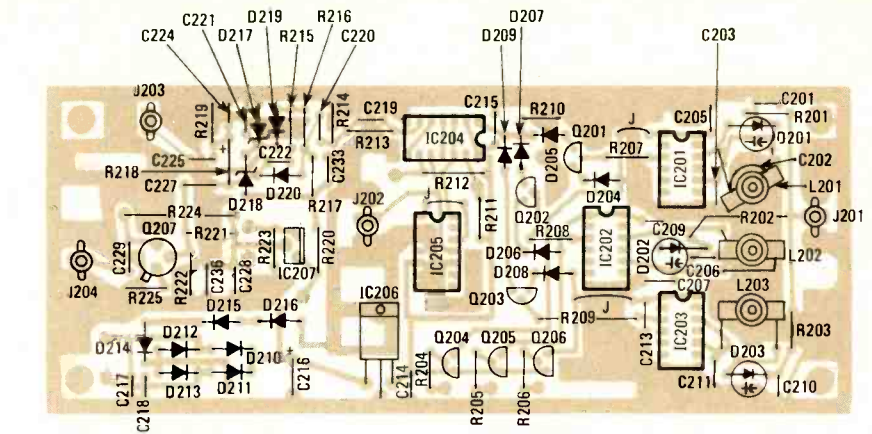 D219 R216 D207
C221 D217 R215 D209 C203
C224 C220
J203 C201
R219 R214 C219 C215 R210 Q201 J C205 R201
D201
R213 IC204 D205 R207 IC201 C202
C225 + C222 C233
R218 D220 R212 D204 L201
C227 D218 R217 J202 J R211 Q202
R224 C209 R202 J201
Q207 R221 R223 R220 IC205 R208 IC202 D202
C229 D206 L202
J204 R222 C236 C228 IC207 D208 C206
R225 IC206 Q203 C207 L203
D215 D216 R209 J
D212 Q204 Q205 Q206 C213 IC203 R203
D214 D210 + D203
D213 D211 C216 C214 R204 C211 C210
C217 C218 R205 R206